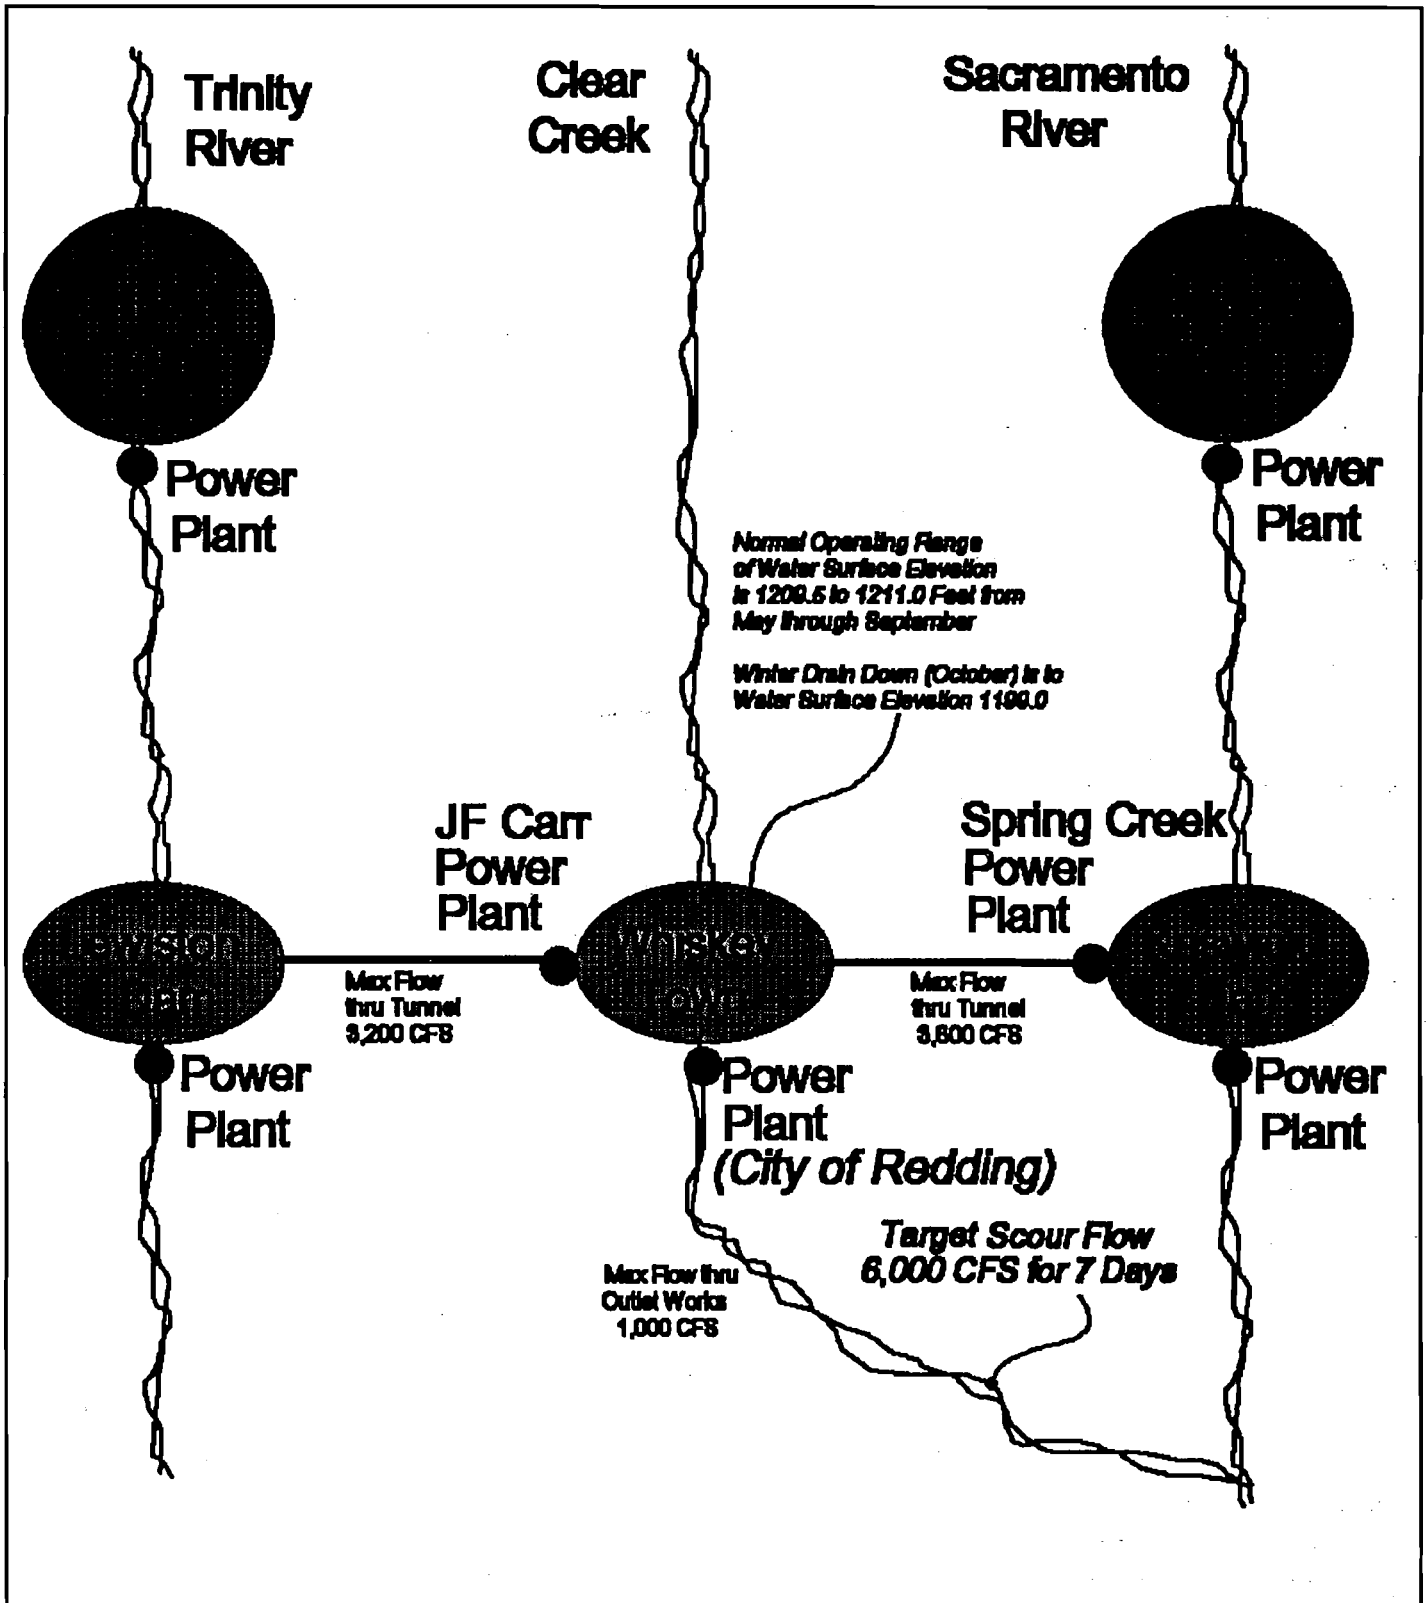 Trinity
River
Clear
Creek
Sacramento
River
Power
Plant
Power
Plant
Normal Operating Range
of Water Surface Elevation
is 1209.5 to 1211.0 Feet from
May through September
Winter Drain Down (October) is to
Water Surface Elevation 1199.0
JF Carr
Power
Plant
Spring Creek
Power
Plant
Lewiston
Whiskey
Max Flow
thru Tunnel
3,200 CFS
Max Flow
thru Tunnel
3,600 CFS
Power
Plant
Power
Plant
(City of Redding)
Power
Plant
Target Scour Flow
6,000 CFS for 7 Days
Max Flow thru
Outlet Works
1,000 CFS